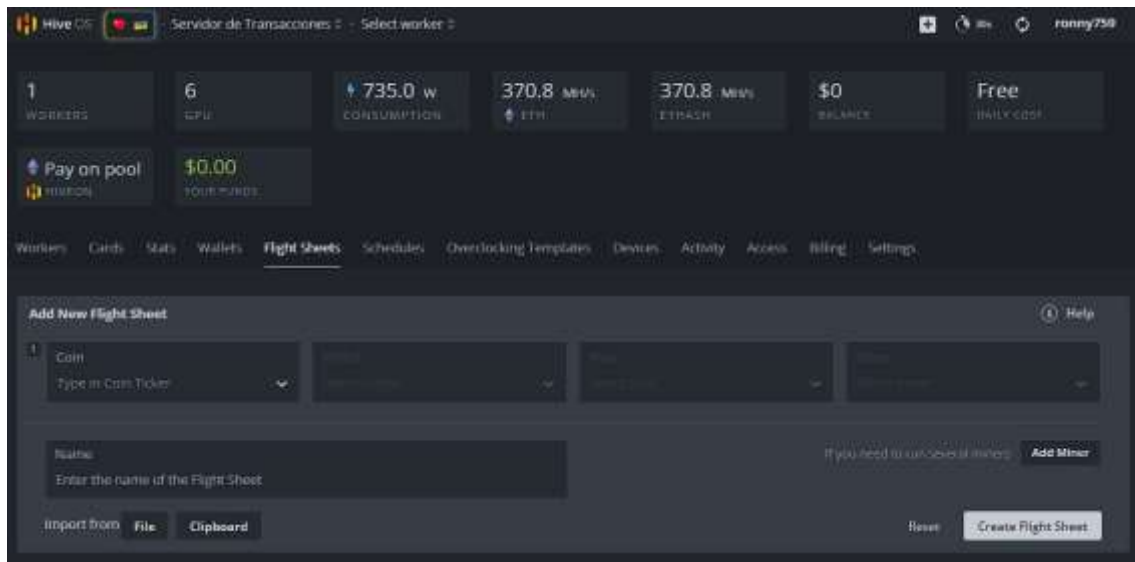 Hive OS Servidor de Transacciones Select worker ronny750
1 6 735.0 W 370.8 MH/s 370.8 MH/s $0 Free
WORKERS GPU CONSUMPTION ETH ETHASH BALANCE DAILY COST
Pay on pool $0.00
HIVEON YOUR FUNDS
Workers Cards Stats Wallets Flight Sheets Schedules Overclocking Templates Devices Activity Access Billing Settings
Add New Flight Sheet Help
1 Coin
Type in Coin Ticker
Name
If you need to run several miners Add Miner
Enter the name of the Flight Sheet
Import from File Clipboard Reset Create Flight Sheet